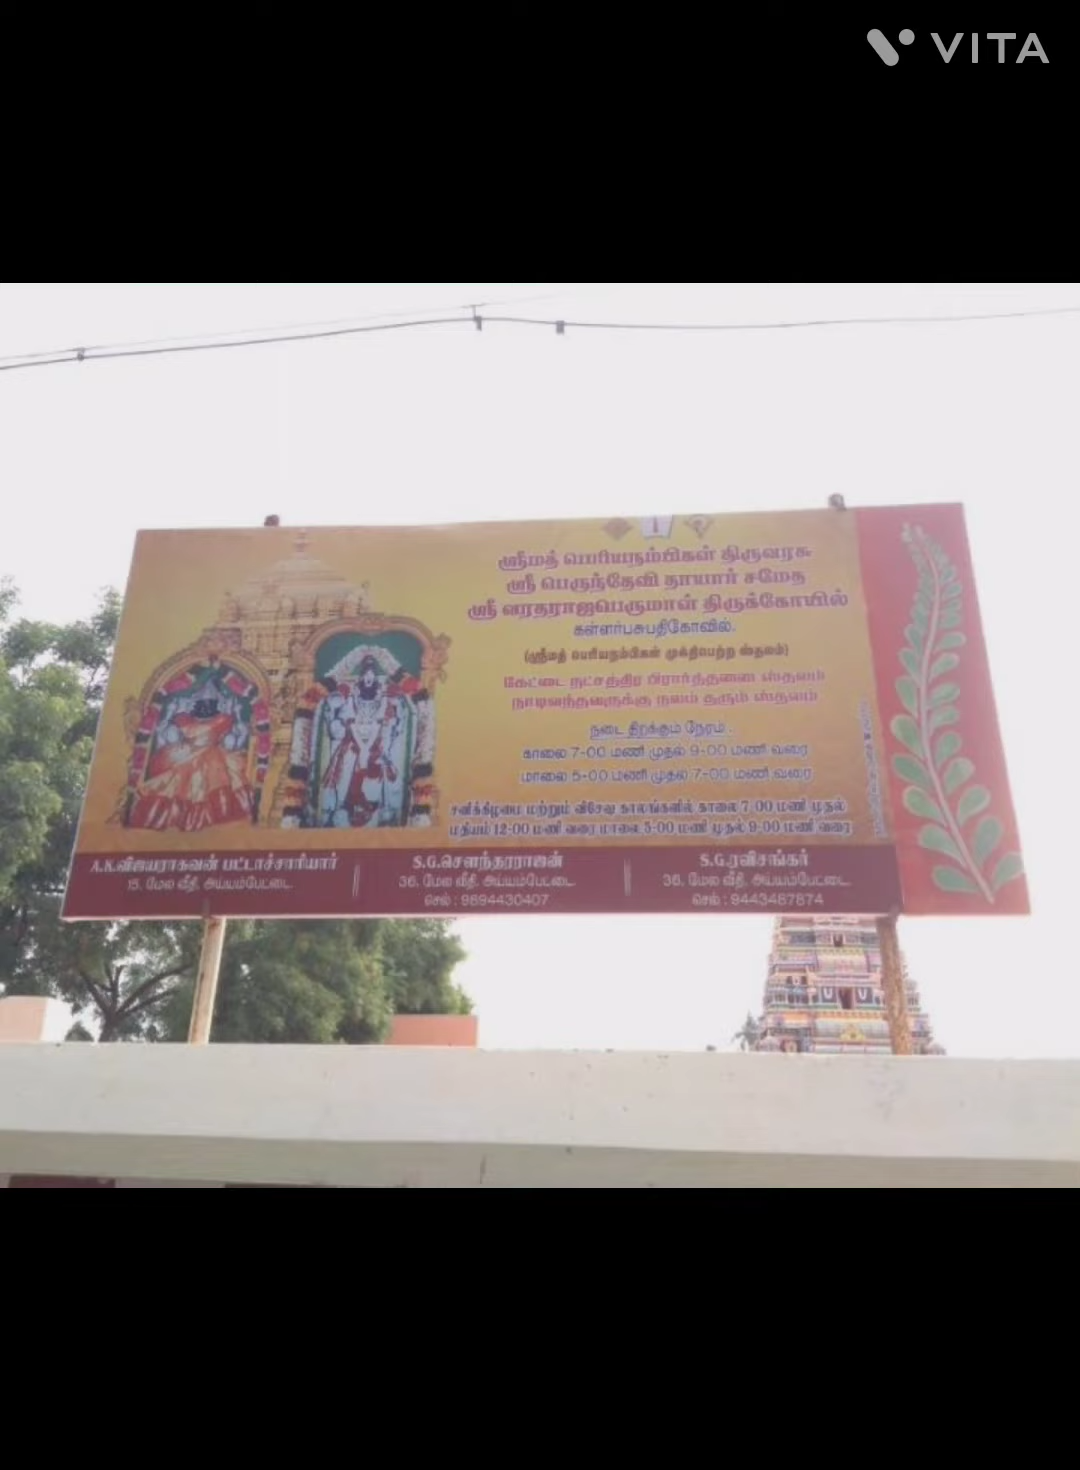 VITA
ஸ்ரீமத் பெரியநம்பிகள் திருவரசு
ஸ்ரீ பெருந்தேவி தாயார் சமேத
ஸ்ரீ வரதராஜபெருமாள் திருக்கோயில்
கள்ளர்பசுபதிகோவில்.
(ஸ்ரீமத் பெரியநம்பிகள் முக்திபெற்ற ஸ்தலம்)
கேட்டை நட்சத்திர பிரார்த்தனை ஸ்தலம்
நாடிவந்தவருக்கு நலம் தரும் ஸ்தலம்
நடை திறக்கும் நேரம் .
காலை 7-00 மணி முதல் 9-00 மணி வரை
மாலை 5-00 மணி முதல் 7-00 மணி வரை
சனிக்கிழமை மற்றும் விசேஷ காலங்களில் காலை 7.00 மணி முதல்
மதியம் 12-00 மணி வரை மாலை 5-00 மணி முதல் 9-00 மணி வரை
A.K.விஜயராகவன் பட்டாச்சாரியார்
15, மேல வீதி, அய்யம்பேட்டை.
S.G.சௌந்தரராஜன்
36, மேல வீதி, அய்யம்பேட்டை.
செல் : 9894430407
S.G.ரவிசங்கர்
36, மேல வீதி, அய்யம்பேட்டை.
செல் : 9443487874